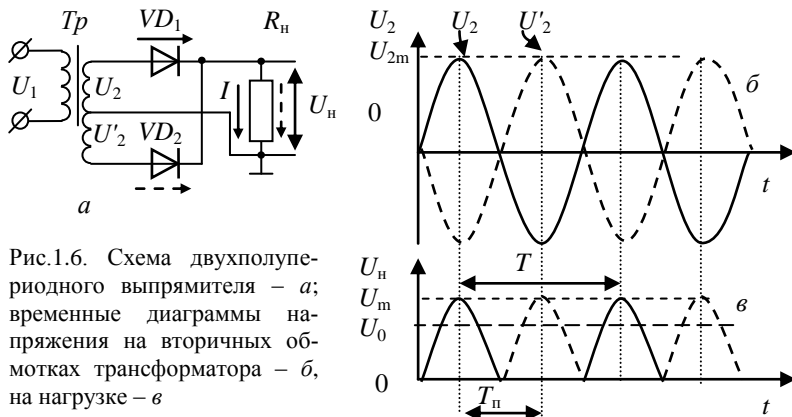 Tр
VD₁
Rн
U₁
U₂
I
Uн
U'₂
VD₂
а
Рис.1.6. Схема двухполупе-
риодного выпрямителя – а;
временные диаграммы на-
пряжения на вторичных об-
мотках трансформатора – б,
на нагрузке – в
U₂
U₂
U'₂
U₂m
б
0
t
Uн
T
Um
в
U₀
0
Tп
t